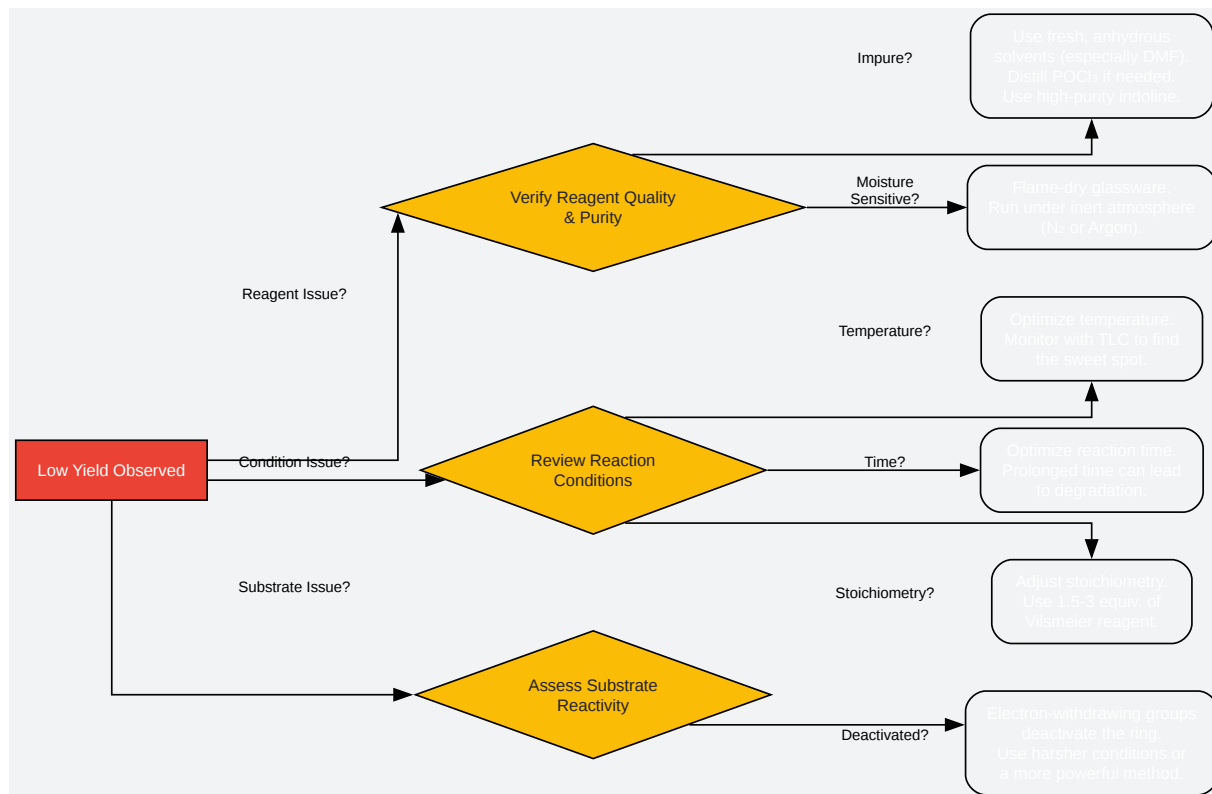 Impure?
Use fresh, anhydrous
solvents (especially DMF).
Distill POCl₃ if needed.
Use high-purity indoline.
Verify Reagent Quality
& Purity
Moisture
Sensitive?
Flame-dry glassware.
Run under inert atmosphere
(N₂ or Argon).
Reagent Issue?
Temperature?
Optimize temperature.
Monitor with TLC to find
the sweet spot.
Low Yield Observed
Condition Issue?
Review Reaction
Conditions
Time?
Optimize reaction time.
Prolonged time can lead
to degradation.
Substrate Issue?
Stoichiometry?
Adjust stoichiometry.
Use 1.5-3 equiv. of
Vilsmeier reagent.
Assess Substrate
Reactivity
Deactivated?
Electron-withdrawing groups
deactivate the ring.
Use harsher conditions or
a more powerful method.